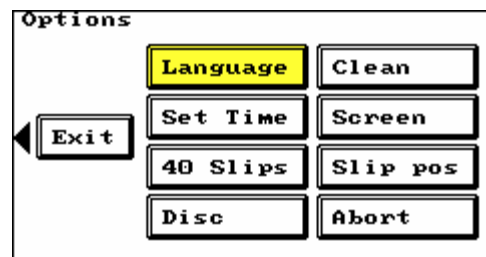 Options
Language Clean
Set Time Screen
Exit
40 Slips Slip pos
Disc Abort